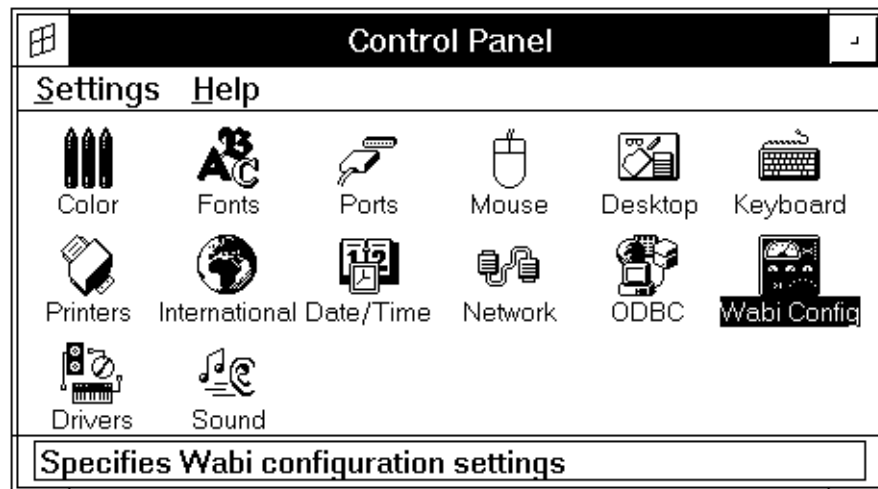 Control Panel
Settings Help
Color Fonts Ports Mouse Desktop Keyboard
Printers International Date/Time Network ODBC Wabi Config
Drivers Sound
Specifies Wabi configuration settings